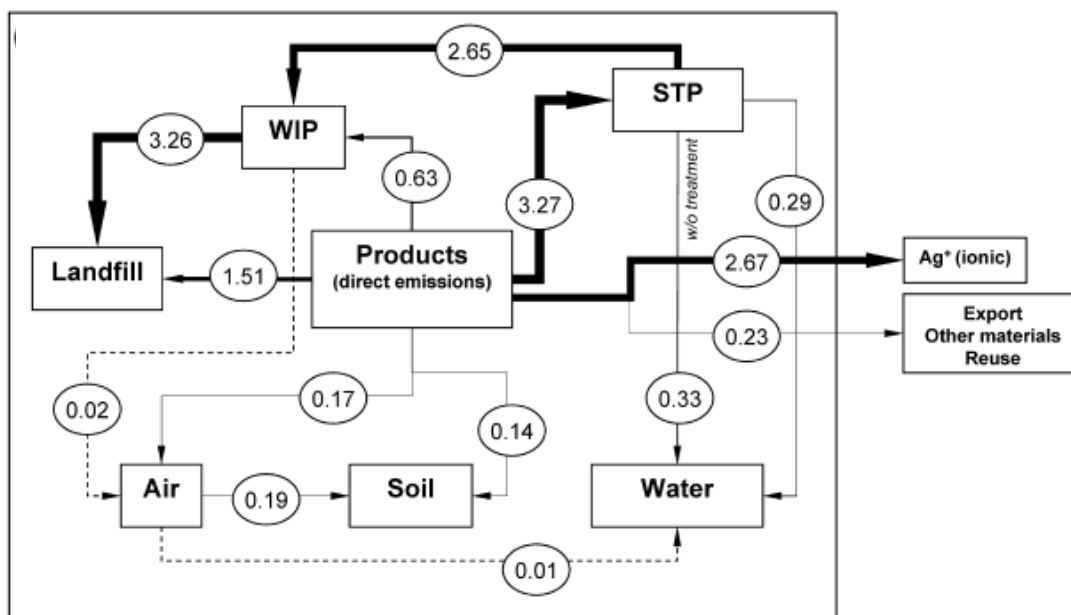 2.65
STP
WIP
3.26
0.63
w/o treatment
3.27
0.29
Products
(direct emissions)
Landfill
1.51
2.67
Ag⁺ (ionic)
Export
Other materials
Reuse
0.23
0.02
0.17
0.33
0.14
Air
0.19
Soil
Water
0.01